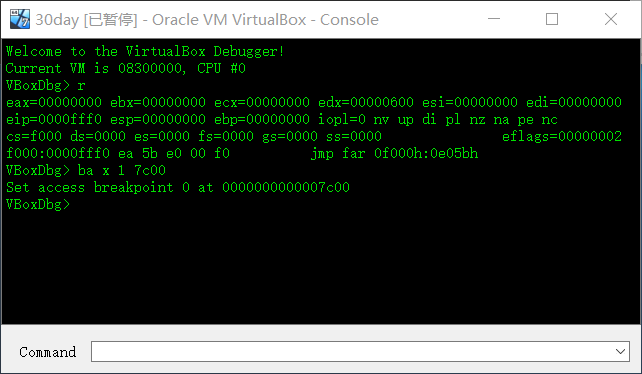 30day [已暂停] - Oracle VM VirtualBox - Console
Welcome to the VirtualBox Debugger!
Current VM is 08300000, CPU #0
VBoxDbg> r
eax=00000000 ebx=00000000 ecx=00000000 edx=00000600 esi=00000000 edi=00000000
eip=0000fff0 esp=00000000 ebp=00000000 iopl=0 nv up di pl nz na pe nc
cs=f000 ds=0000 es=0000 fs=0000 gs=0000 ss=0000 eflags=00000002
f000:0000fff0 ea 5b e0 00 f0 jmp far 0f000h:0e05bh
VBoxDbg> ba x 1 7c00
Set access breakpoint 0 at 0000000000007c00
VBoxDbg>
Command